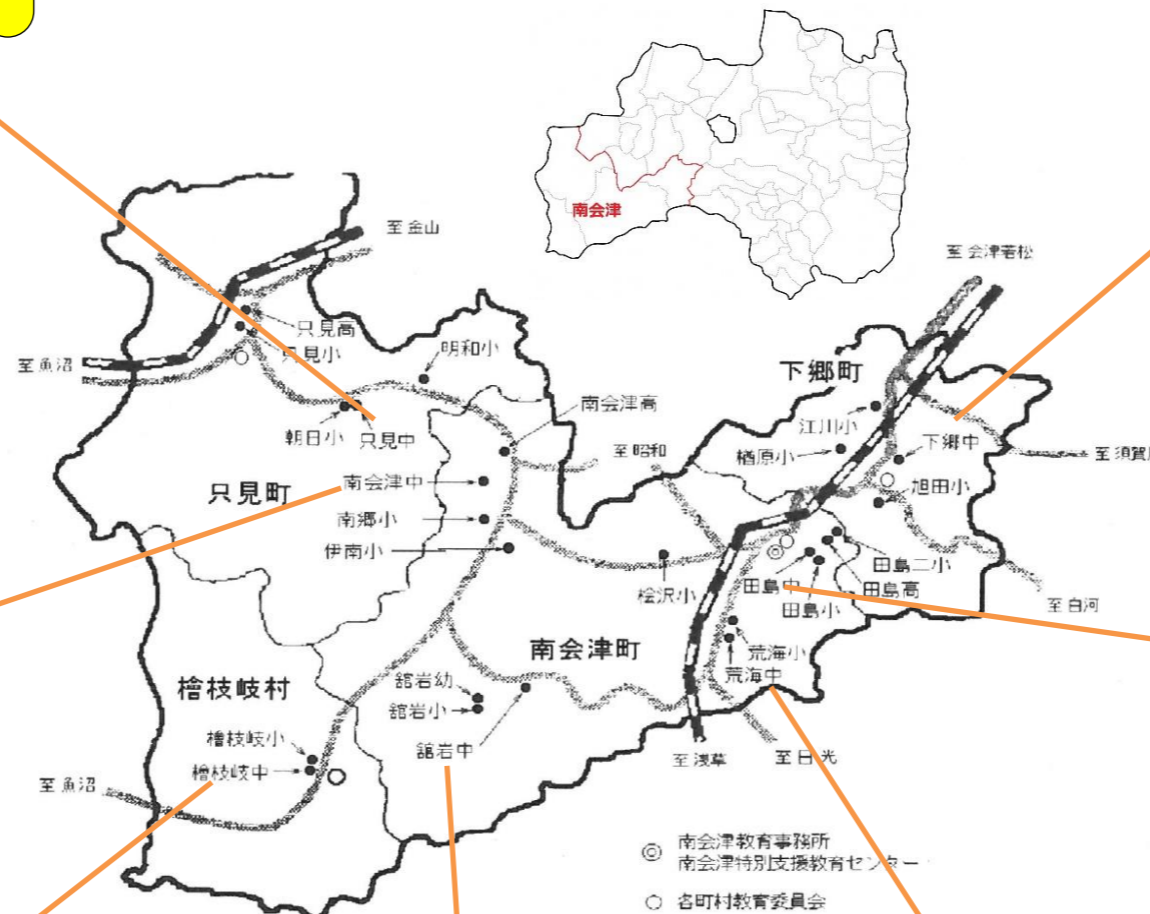 南会津
至金山
至会津若松
只見高
只見小
明和小
至魚沼
下郷町
南会津高
江川小
朝日小
只見中
至昭和
楢原小
下郷中
至須賀川
只見町
南会津中
旭田小
南郷小
伊南小
田島二小
桧沢小
田島中
田島高
田島小
至白河
南会津町
荒海小
荒海中
檜枝岐村
舘岩幼
舘岩小
檜枝岐小
舘岩中
檜枝岐中
至浅草
至日光
至魚沼
◎ 南会津教育事務所
南会津特別支援教育センター
○ 各町村教育委員会